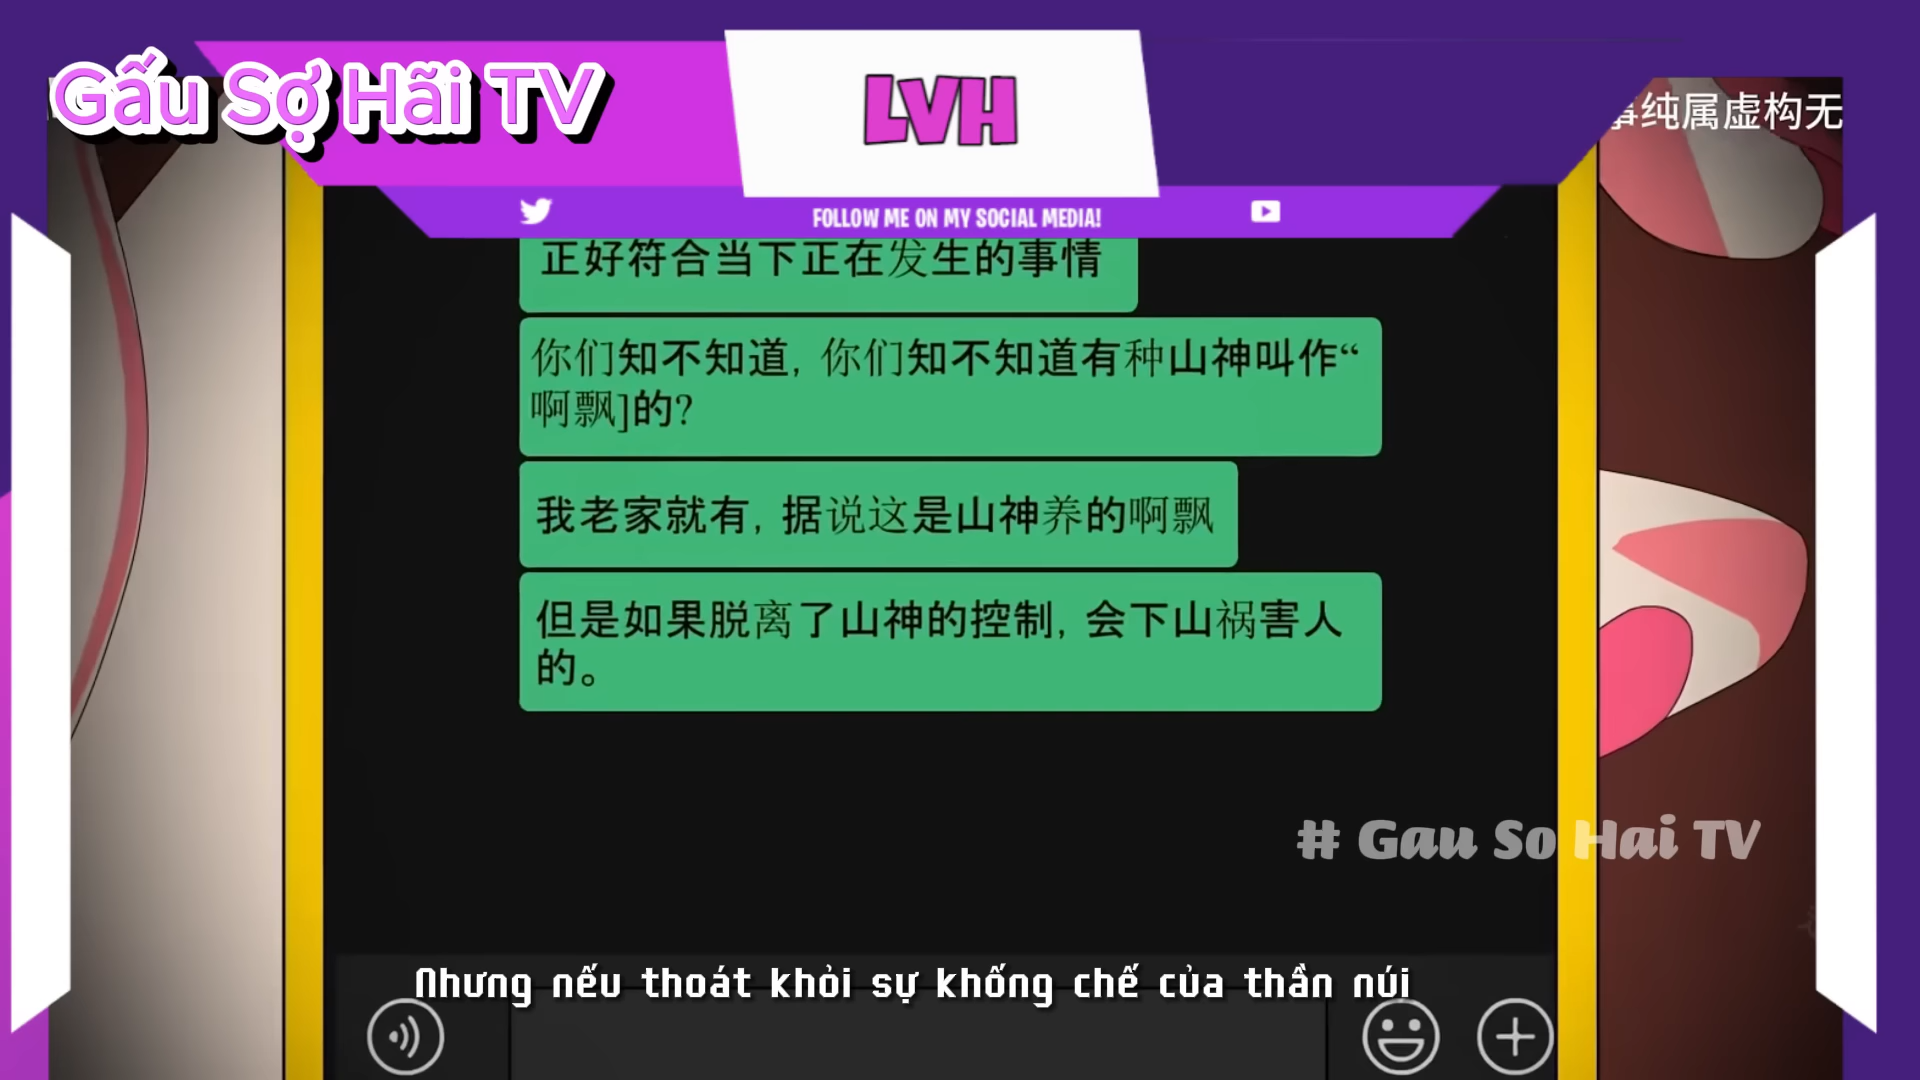 Gấu Sợ Hãi TV
LVH
纯属虚构无
FOLLOW ME ON MY SOCIAL MEDIA!
正好符合当下正在发生的事情
你们知不知道, 你们知不知道有种山神叫作“
啊飘]的?
我老家就有, 据说这是山神养的啊飘
但是如果脱离了山神的控制, 会下山祸害人
的。
# Gau So Hai TV
Nhưng nếu thoát khỏi sự khống chế của thần núi